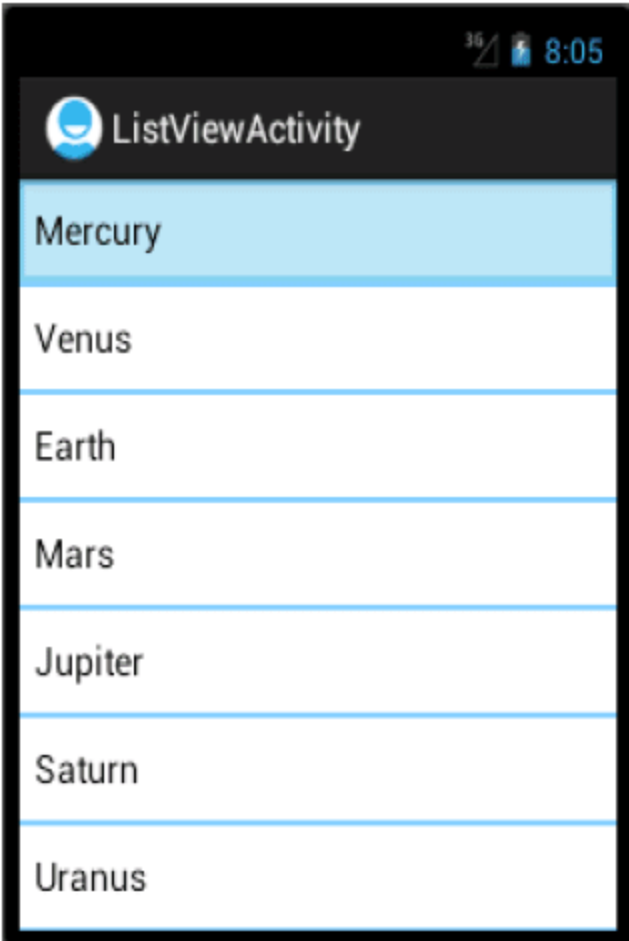 3G 8:05
ListViewActivity
Mercury
Venus
Earth
Mars
Jupiter
Saturn
Uranus